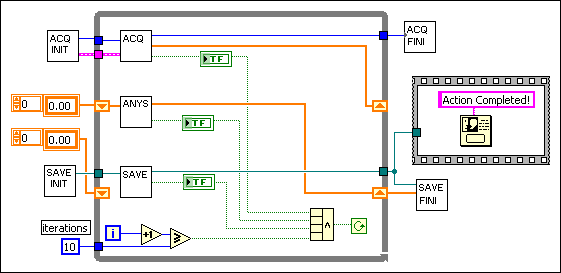 ACQ
INIT
ACQ
TF
ACQ
FINI
0
0.00
ANYS
TF
Action Completed!
0
0.00
SAVE
INIT
SAVE
TF
SAVE
FINI
iterations
10
i
+1
≥
∧